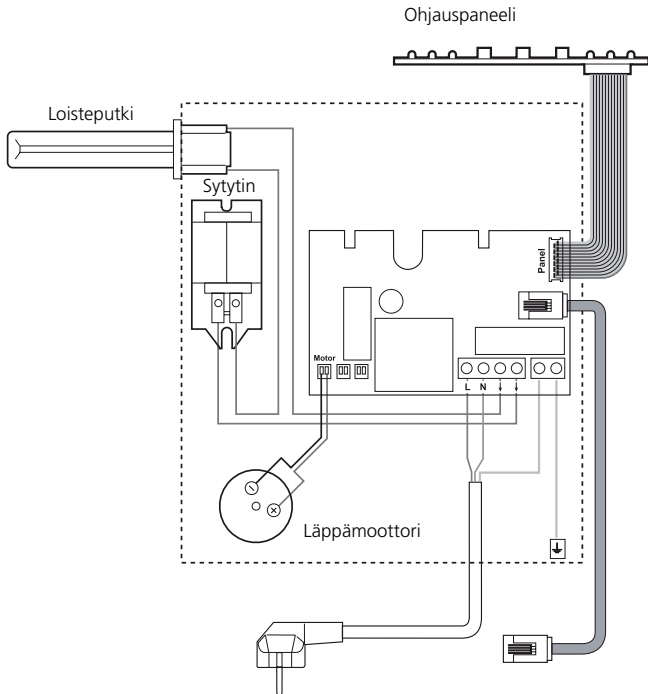 Ohjauspaneeli
Loisteputki
Sytytin
Panel
Motor
L N
Läppämoottori